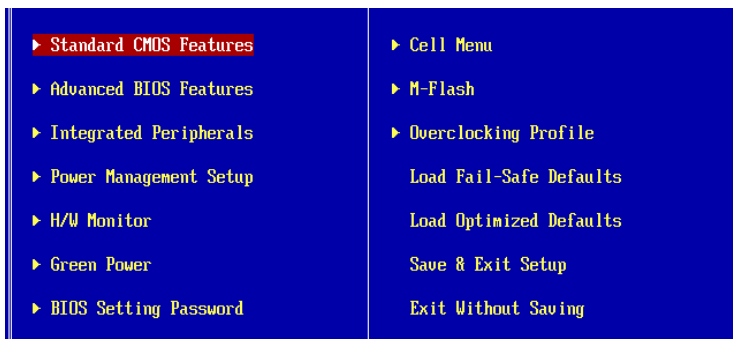 Standard CMOS Features
Advanced BIOS Features
Integrated Peripherals
Power Management Setup
H/W Monitor
Green Power
BIOS Setting Password
Cell Menu
M-Flash
Overclocking Profile
Load Fail-Safe Defaults
Load Optimized Defaults
Save & Exit Setup
Exit Without Saving